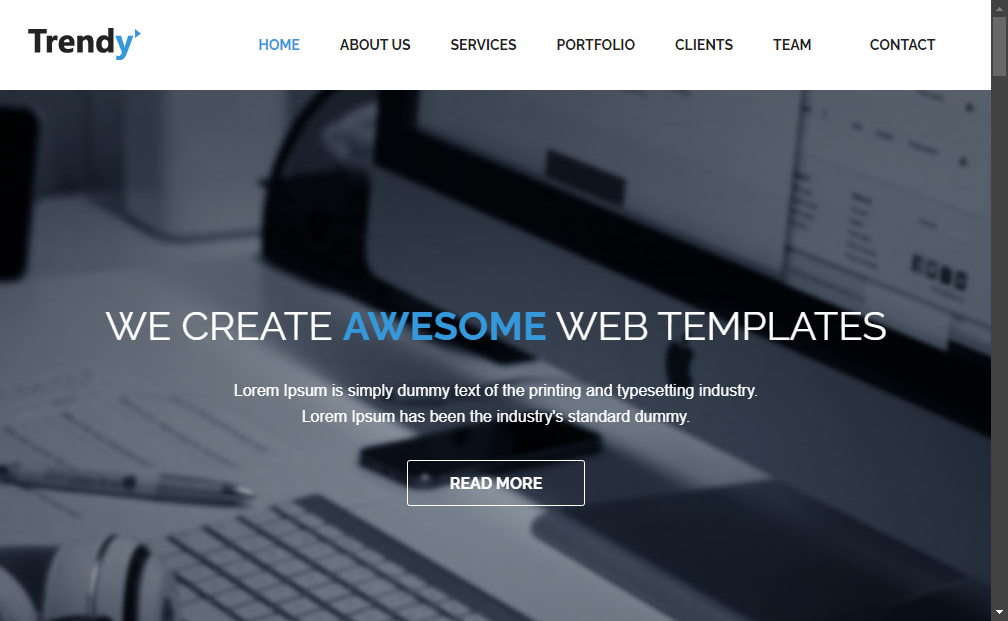 Trendy
HOME ABOUT US SERVICES PORTFOLIO CLIENTS TEAM CONTACT
WE CREATE AWESOME WEB TEMPLATES
Lorem Ipsum is simply dummy text of the printing and typesetting industry.
Lorem Ipsum has been the industry's standard dummy.
READ MORE